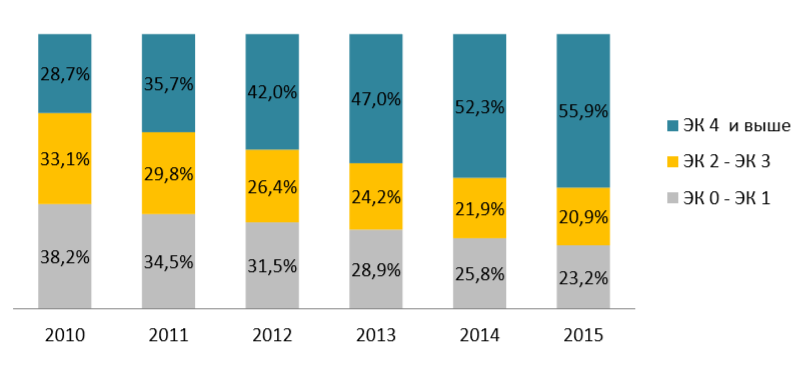 28,7% 35,7% 42,0% 47,0% 52,3% 55,9%
33,1% 29,8% 26,4% 24,2% 21,9% 20,9%
38,2% 34,5% 31,5% 28,9% 25,8% 23,2%
2010 2011 2012 2013 2014 2015
ЭК 4 и выше
ЭК 2 - ЭК 3
ЭК 0 - ЭК 1